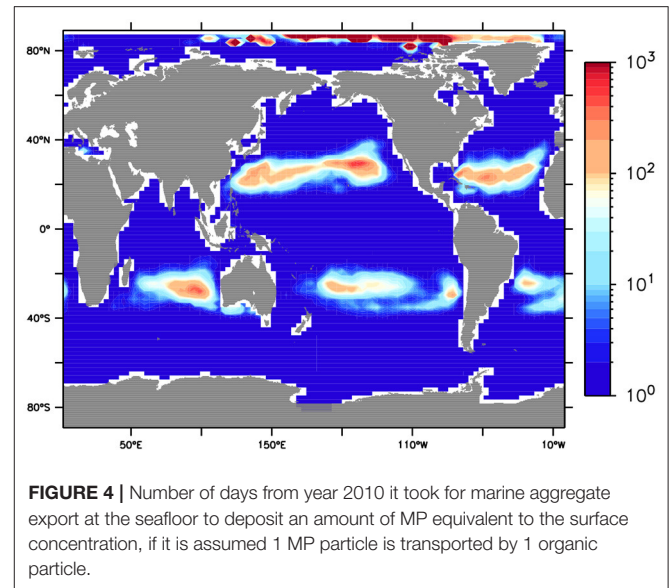 80°N
40°N
0°
40°S
80°S
50°E
150°E
110°W
10°W
10³
10²
10¹
10⁰
FIGURE 4 | Number of days from year 2010 it took for marine aggregate
export at the seafloor to deposit an amount of MP equivalent to the surface
concentration, if it is assumed 1 MP particle is transported by 1 organic
particle.